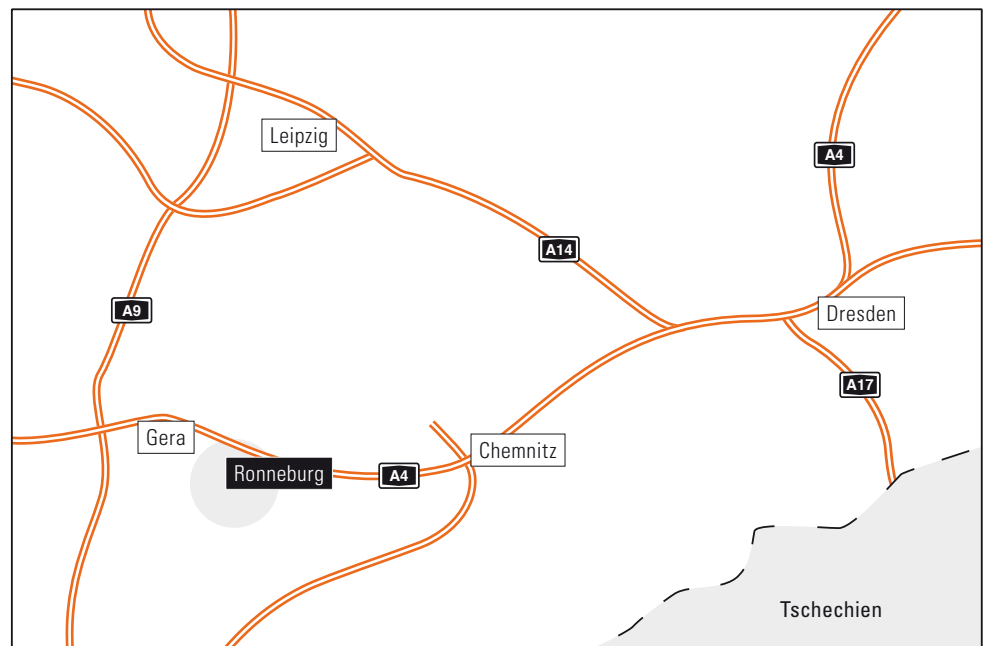 Leipzig
A4
A14
A9
Dresden
A17
Gera
Chemnitz
Ronneburg
A4
Tschechien